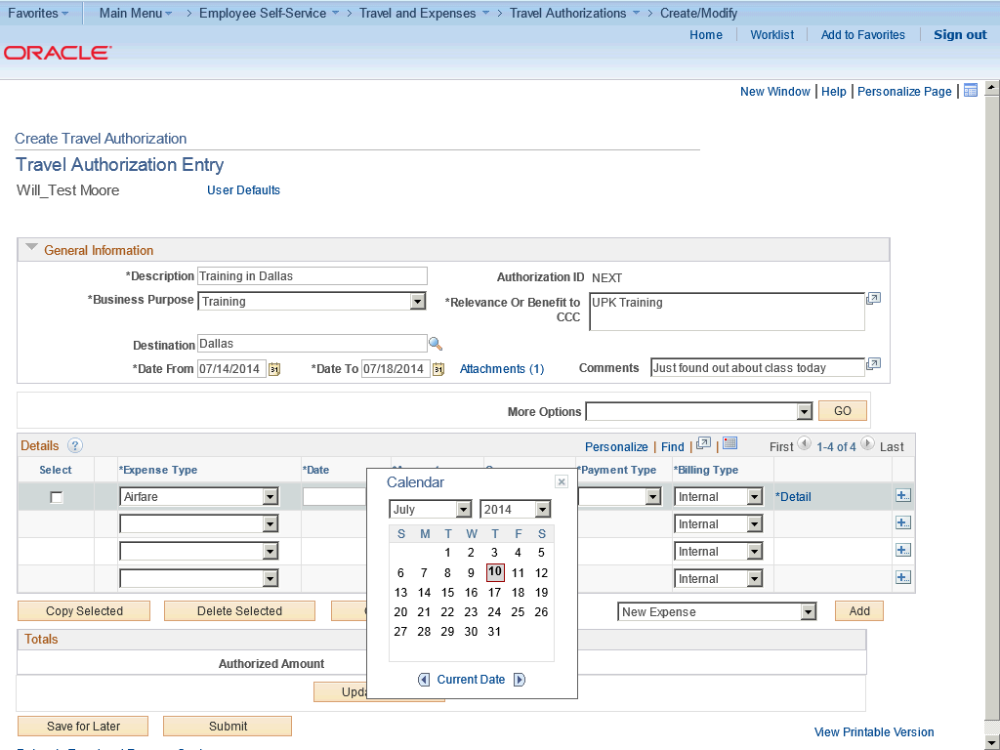 Favorites Main Menu > Employee Self-Service > Travel and Expenses > Travel Authorizations > Create/Modify
Home Worklist Add to Favorites Sign out
ORACLE
New Window | Help | Personalize Page |
Create Travel Authorization
Travel Authorization Entry
Will_Test Moore User Defaults
General Information
*Description Training in Dallas Authorization ID NEXT
*Business Purpose Training *Relevance Or Benefit to CCC UPK Training
Destination Dallas
*Date From 07/14/2014 *Date To 07/18/2014 Attachments (1) Comments Just found out about class today
More Options GO
Details Personalize | Find | | First 1-4 of 4 Last
Select *Expense Type *Date *Payment Type *Billing Type
Airfare Internal *Detail
Internal
Internal
Internal
Calendar
July 2014
S M T W T F S
1 2 3 4 5
6 7 8 9 10 11 12
13 14 15 16 17 18 19
20 21 22 23 24 25 26
27 28 29 30 31
Current Date
Copy Selected Delete Selected New Expense Add
Totals
Authorized Amount
Save for Later Submit
View Printable Version